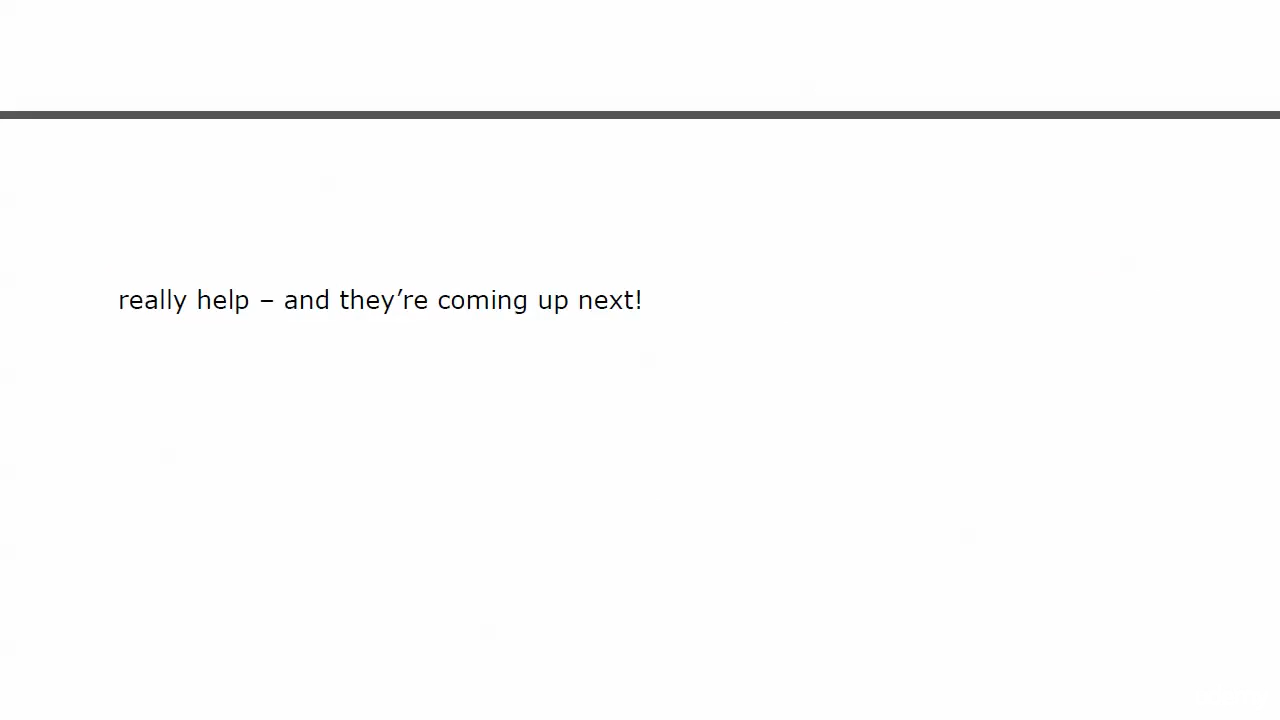 really help – and they’re coming up next!